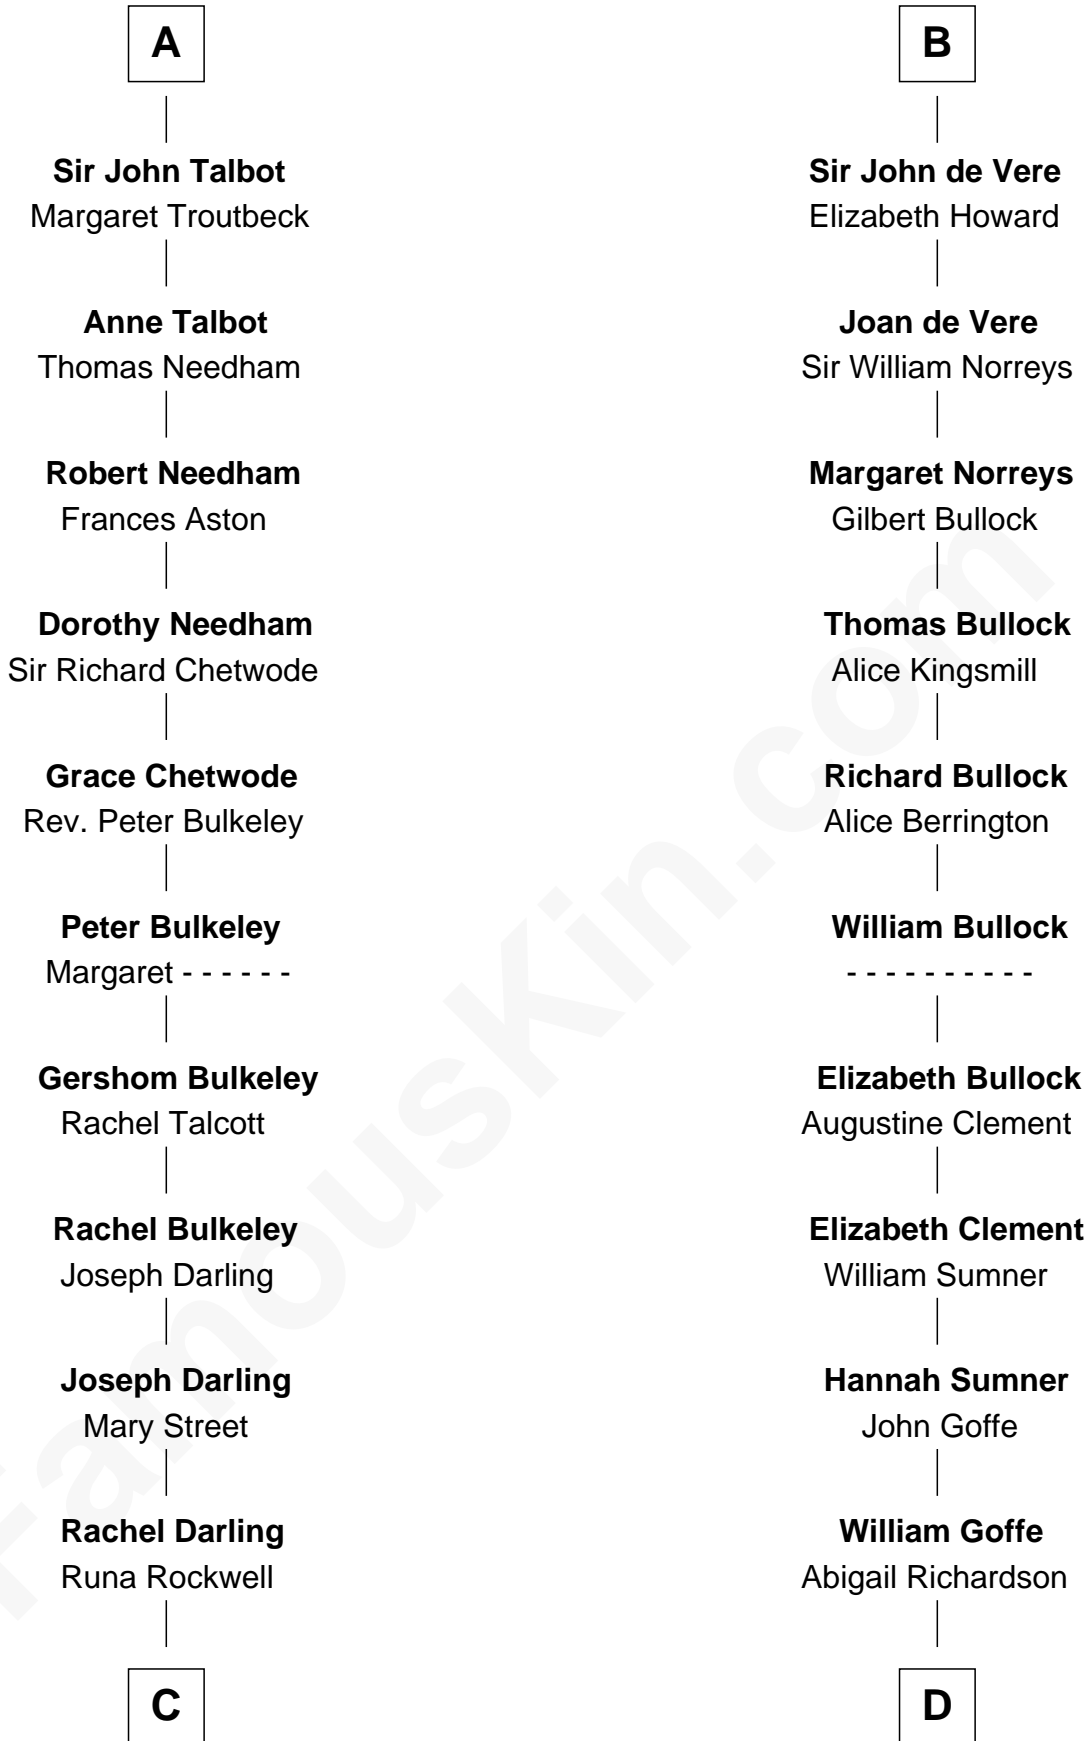 A
Sir John Talbot
Margaret Troutbeck
Anne Talbot
Thomas Needham
Robert Needham
Frances Aston
Dorothy Needham
Sir Richard Chetwode
Grace Chetwode
Rev. Peter Bulkeley
Peter Bulkeley
Margaret - - - - - -
Gershom Bulkeley
Rachel Talcott
Rachel Bulkeley
Joseph Darling
Joseph Darling
Mary Street
Rachel Darling
Runa Rockwell
C
B
Sir John de Vere
Elizabeth Howard
Joan de Vere
Sir William Norreys
Margaret Norreys
Gilbert Bullock
Thomas Bullock
Alice Kingsmill
Richard Bullock
Alice Berrington
William Bullock
- - - - - - - - - -
Elizabeth Bullock
Augustine Clement
Elizabeth Clement
William Sumner
Hannah Sumner
John Goffe
William Goffe
Abigail Richardson
D
FamousKin.com